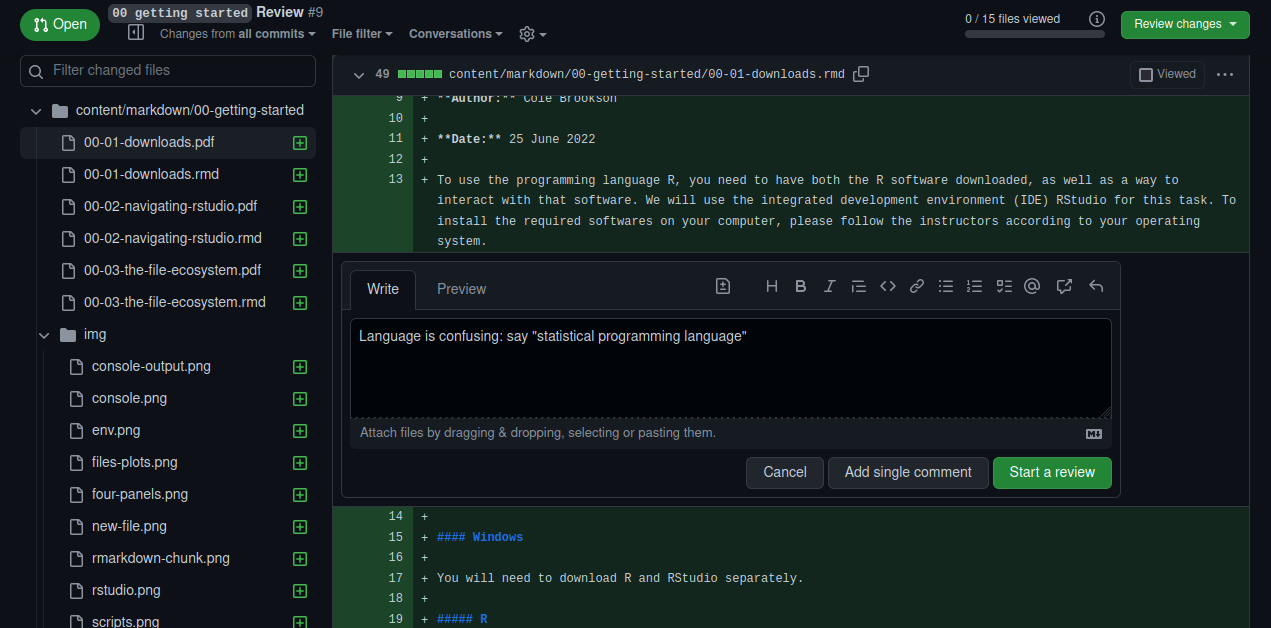 Open
00 getting started Review #9
Changes from all commits File filter Conversations
0 / 15 files viewed
Review changes
Filter changed files
content/markdown/00-getting-started
00-01-downloads.pdf
00-01-downloads.rmd
00-02-navigating-rstudio.pdf
00-02-navigating-rstudio.rmd
00-03-the-file-ecosystem.pdf
00-03-the-file-ecosystem.rmd
img
console-output.png
console.png
env.png
files-plots.png
four-panels.png
new-file.png
rmarkdown-chunk.png
rstudio.png
scripts.png
49 content/markdown/00-getting-started/00-01-downloads.rmd
Viewed
9 + **Author:** Cole Brookson
10 +
11 + **Date:** 25 June 2022
12 +
13 + To use the programming language R, you need to have both the R software downloaded, as well as a way to
interact with that software. We will use the integrated development environment (IDE) RStudio for this task. To
install the required softwares on your computer, please follow the instructors according to your operating
system.
Write Preview
Language is confusing: say "statistical programming language"
Attach files by dragging & dropping, selecting or pasting them.
Cancel Add single comment Start a review
14 +
15 + #### Windows
16 +
17 + You will need to download R and RStudio separately.
18 +
19 + ##### R